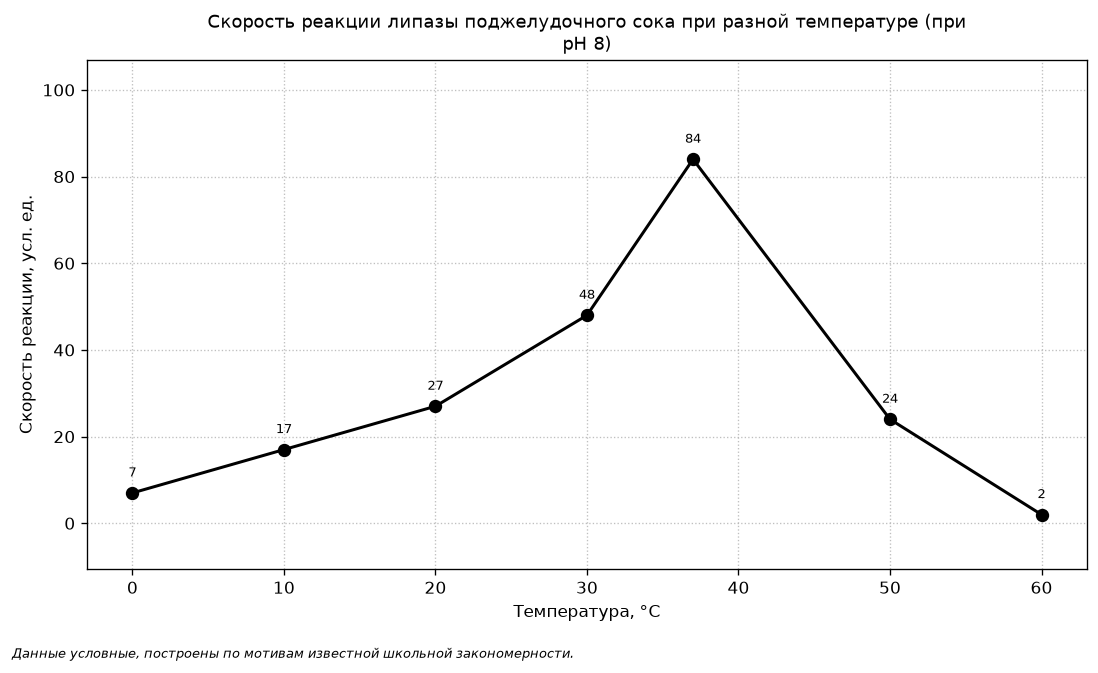 Скорость реакции липазы поджелудочного сока при разной температуре (при
pH 8)
Скорость реакции, усл. ед.
100
80
60
40
20
0
7
17
27
48
84
24
2
0 10 20 30 40 50 60
Температура, °C
Данные условные, построены по мотивам известной школьной закономерности.